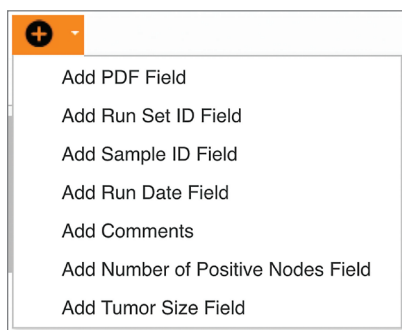 Add PDF Field
Add Run Set ID Field
Add Sample ID Field
Add Run Date Field
Add Comments
Add Number of Positive Nodes Field
Add Tumor Size Field